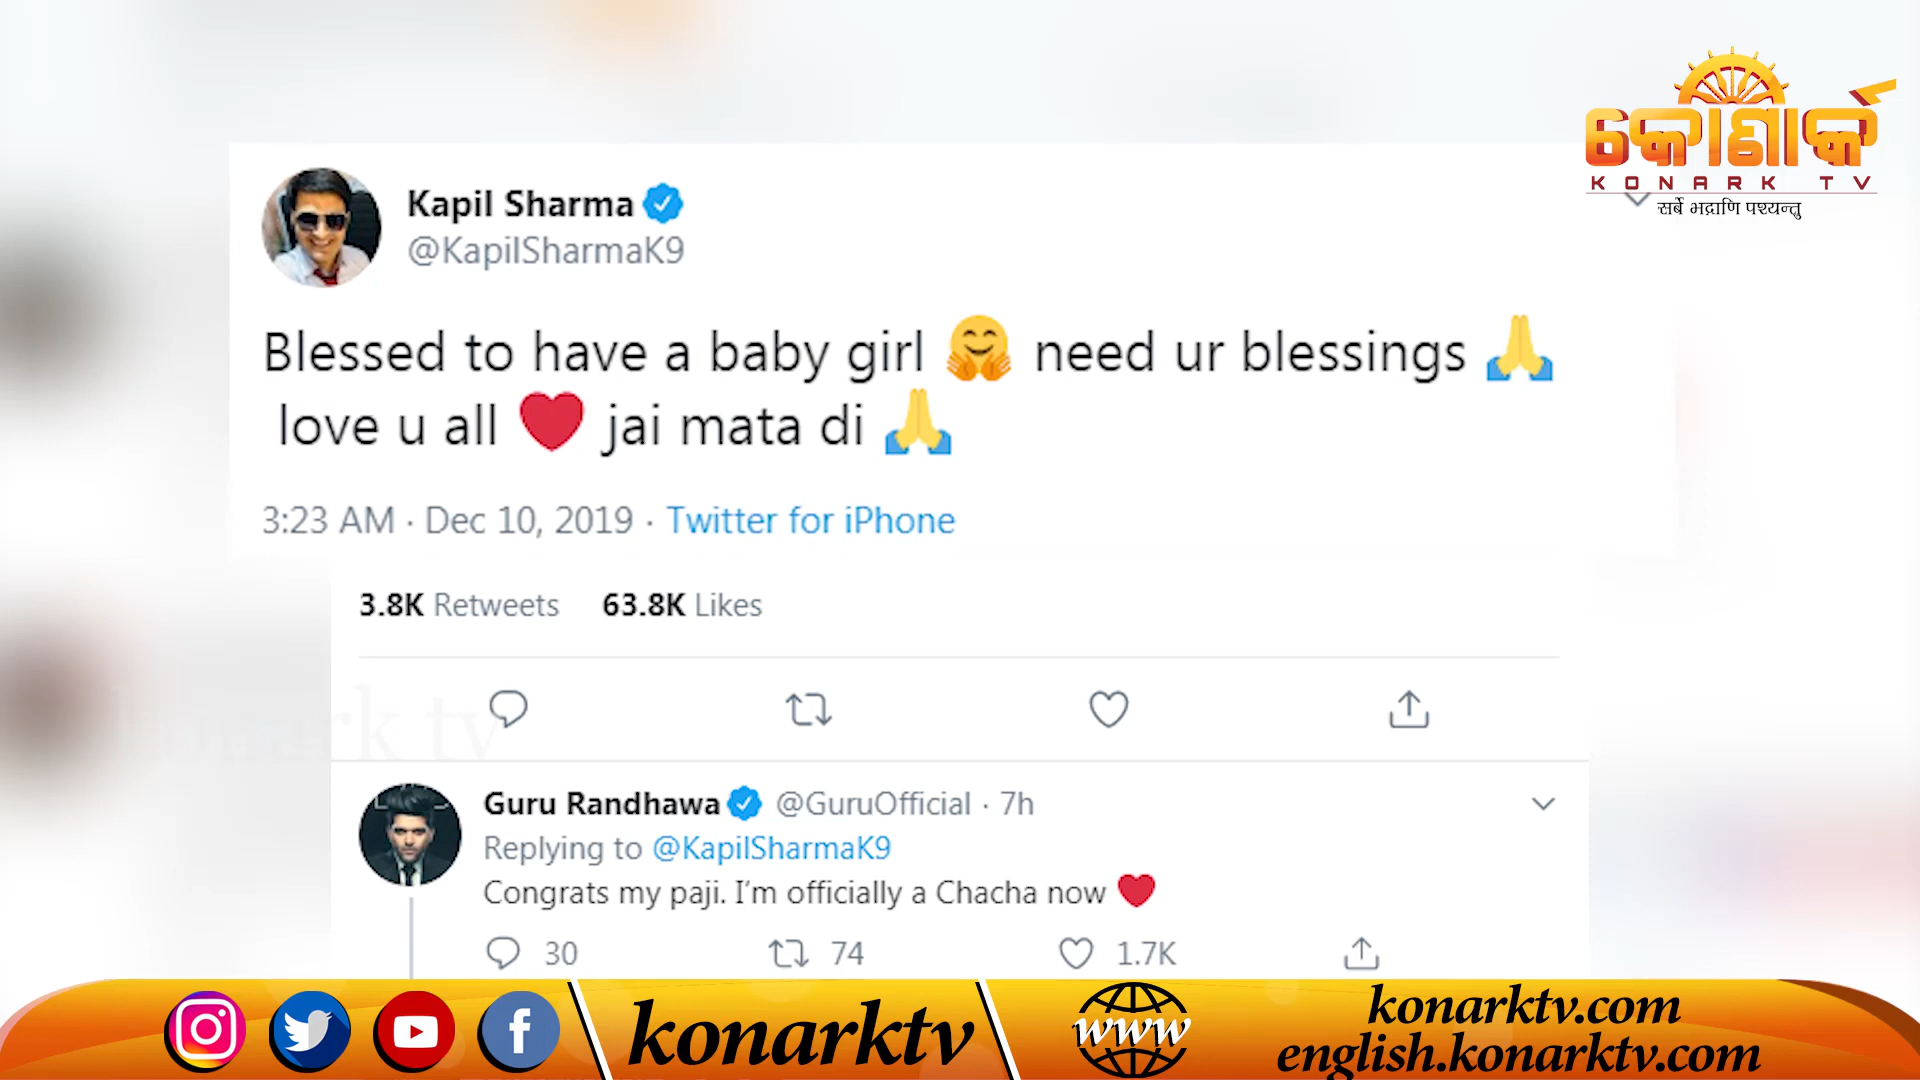 କୋଣାର୍କ
KONARK TV
सर्बे भद्राणि पश्यन्तु
Kapil Sharma
@KapilSharmaK9
Blessed to have a baby girl 🤗 need ur blessings 🙏
love u all ❤️ jai mata di 🙏
3:23 AM · Dec 10, 2019 · Twitter for iPhone
3.8K Retweets 63.8K Likes
konark tv
Guru Randhawa @GuruOfficial · 7h
Replying to @KapilSharmaK9
Congrats my paji. I'm officially a Chacha now ❤️
30 74 1.7K
konarktv
www
konarktv.com
english.konarktv.com